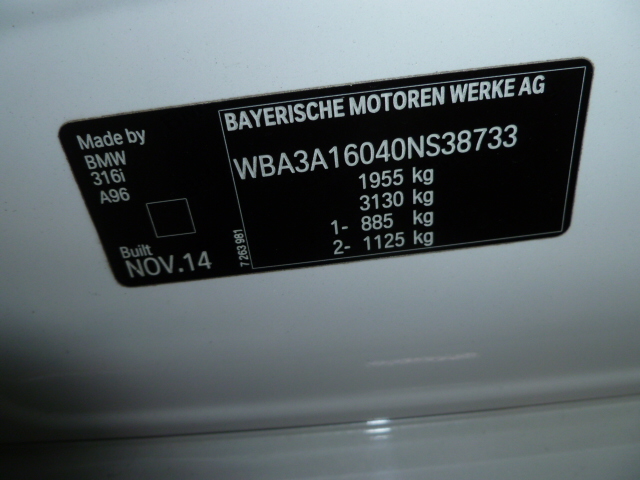 Made by
BMW
316i
A96
Built
NOV.14
7 263 981
BAYERISCHE MOTOREN WERKE AG
WBA3A16040NS38733
1955 kg
3130 kg
1- 885 kg
2- 1125 kg